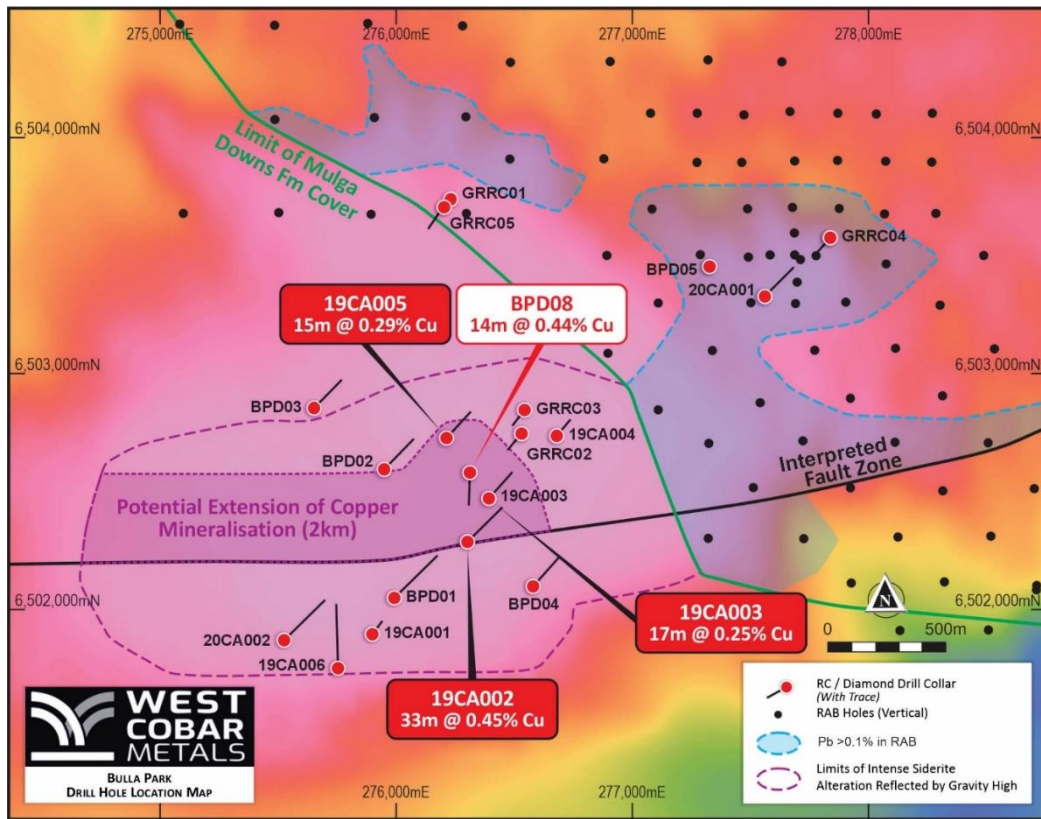 275,000mE
276,000mE
277,000mE
278,000mE
6,504,000mN
6,504,000mN
Limit of Mulga
Downs Fm Cover
GRRC01
GRRC05
GRRC04
BPD05
20CA001
19CA005
15m @ 0.29% Cu
BPD08
14m @ 0.44% Cu
6,503,000mN
6,503,000mN
BPD03
GRRC03
19CA004
GRRC02
BPD02
Interpreted
Fault Zone
19CA003
Potential Extension of Copper
Mineralisation (2km)
BPD01
BPD04
6,502,000mN
6,502,000mN
N
19CA001
20CA002
19CA006
19CA003
17m @ 0.25% Cu
0
500m
19CA002
33m @ 0.45% Cu
WEST
COBAR
METALS
BULLA PARK
DRILL HOLE LOCATION MAP
RC / Diamond Drill Collar
(With Trace)
RAB Holes (Vertical)
Pb >0.1% in RAB
Limits of Intense Siderite
Alteration Reflected by Gravity High
275,000mE
276,000mE
277,000mE
278,000mE